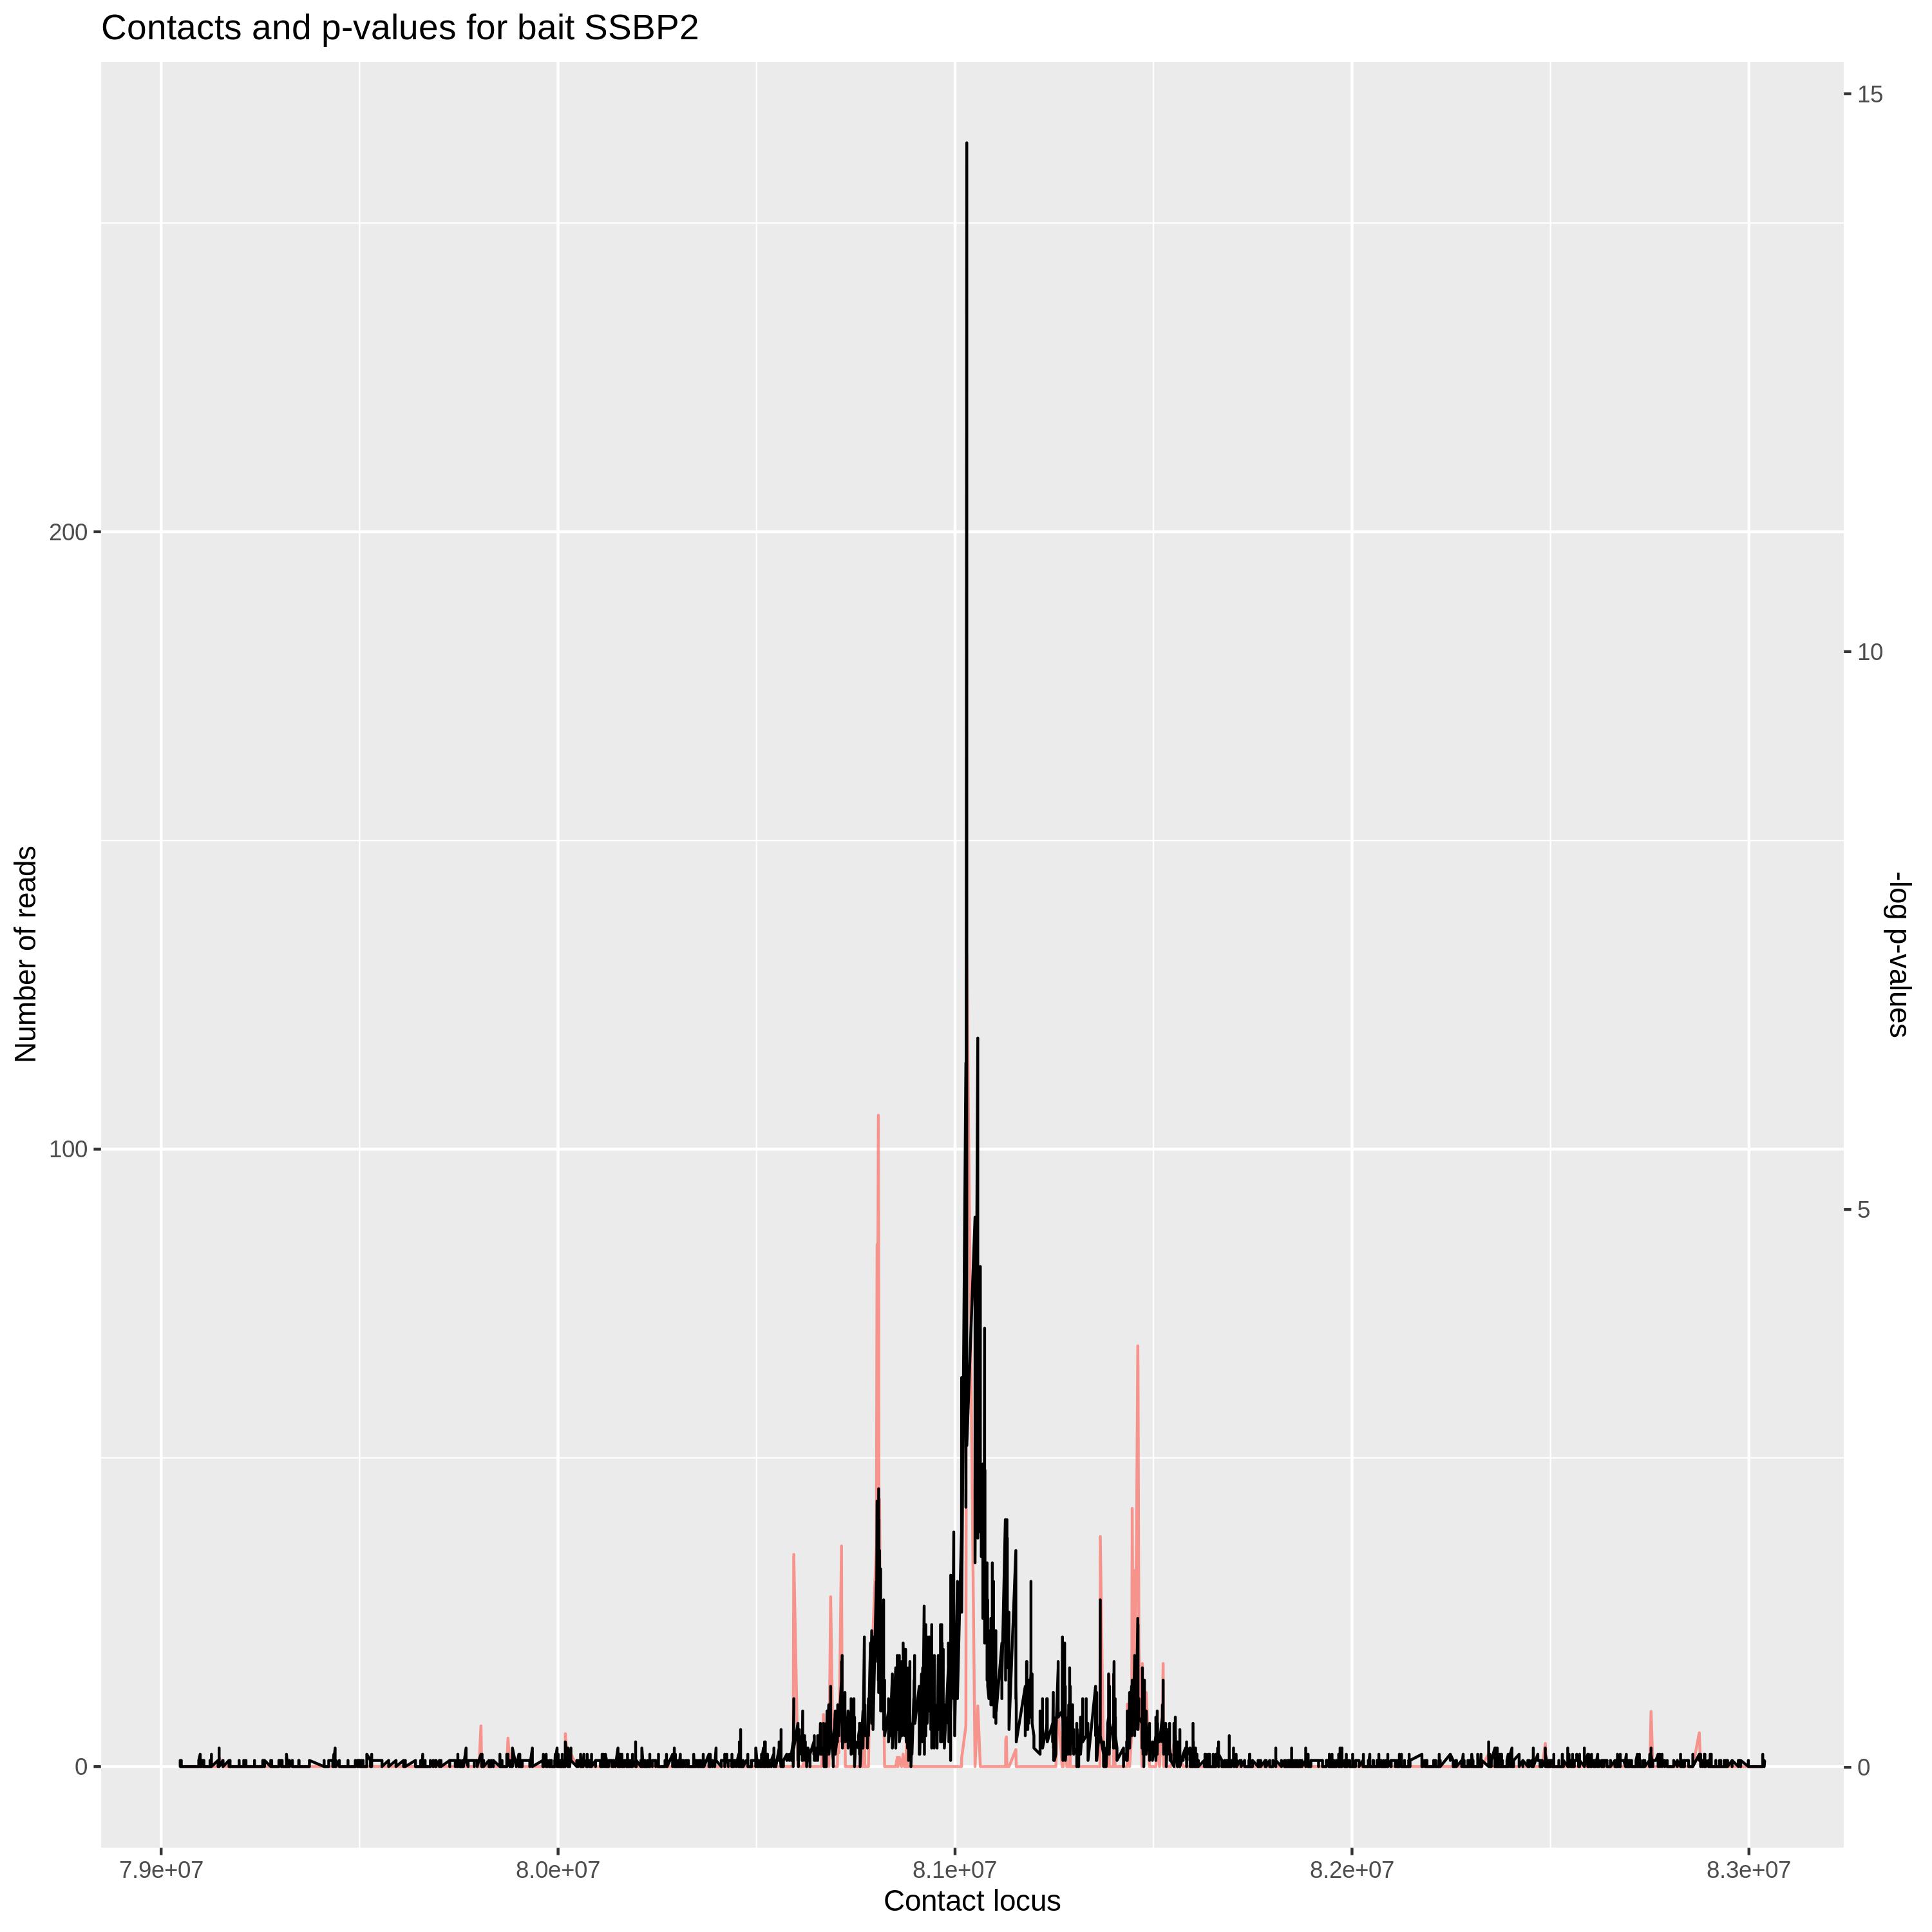 Contacts and p-values for bait SSBP2
15
200
10
Number of reads
-log p-values
5
100
0
0
7.9e+07
8.0e+07
8.1e+07
8.2e+07
8.3e+07
Contact locus